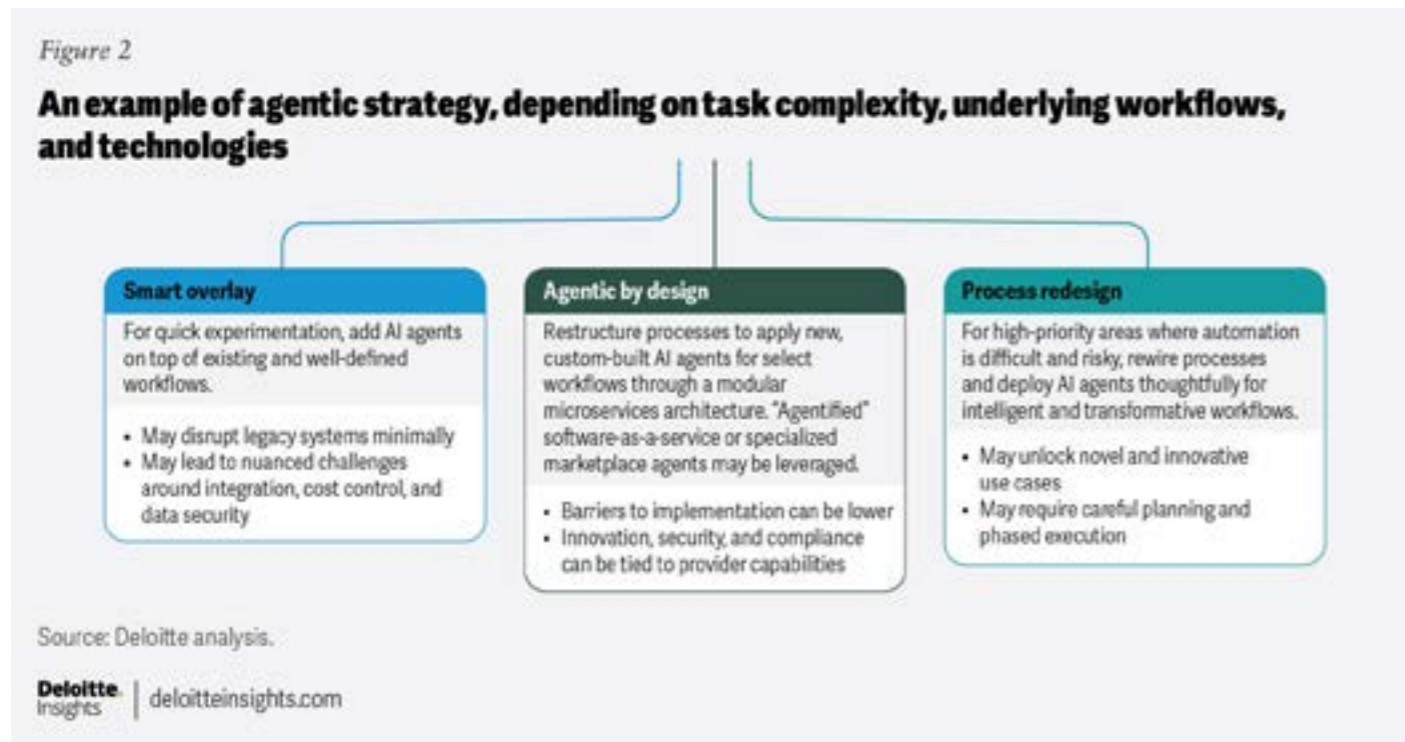 Figure 2
An example of agentic strategy, depending on task complexity, underlying workflows,
and technologies
Smart overlay
For quick experimentation, add AI agents
on top of existing and well-defined
workflows.
• May disrupt legacy systems minimally
• May lead to nuanced challenges
around integration, cost control, and
data security
Agentic by design
Restructure processes to apply new,
custom-built AI agents for select
workflows through a modular
microservices architecture. "Agentified"
software-as-a-service or specialized
marketplace agents may be leveraged.
• Barriers to implementation can be lower
• Innovation, security, and compliance
can be tied to provider capabilities
Process redesign
For high-priority areas where automation
is difficult and risky, rewire processes
and deploy AI agents thoughtfully for
intelligent and transformative workflows.
• May unlock novel and innovative
use cases
• May require careful planning and
phased execution
Source: Deloitte analysis.
Deloitte.
Insights
deloitteinsights.com